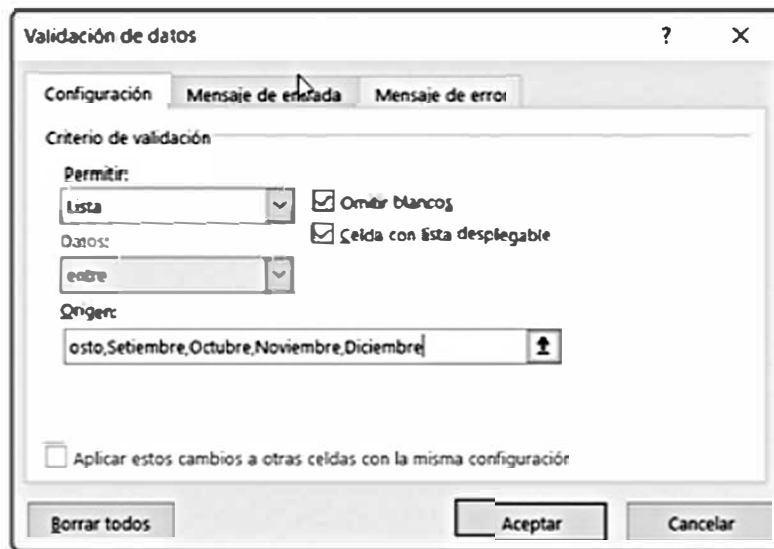 Validación de datos ? ✕
Configuración Mensaje de entrada Mensaje de error
Criterio de validación
Permitir:
Lista Omitir blancos
Celda con lista desplegable
Datos:
entre
Origen:
osto,Setiembre,Octubre,Noviembre,Diciembre
Aplicar estos cambios a otras celdas con la misma configuración
Borrar todos Aceptar Cancelar